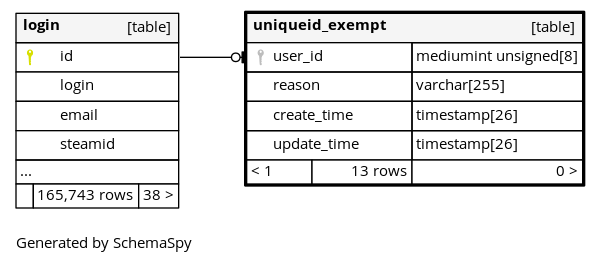 login [table]
id
login
email
steamid
...
165,743 rows 38 >
uniqueid_exempt [table]
user_id mediumint unsigned[8]
reason varchar[255]
create_time timestamp[26]
update_time timestamp[26]
< 1 13 rows 0 >
Generated by SchemaSpy